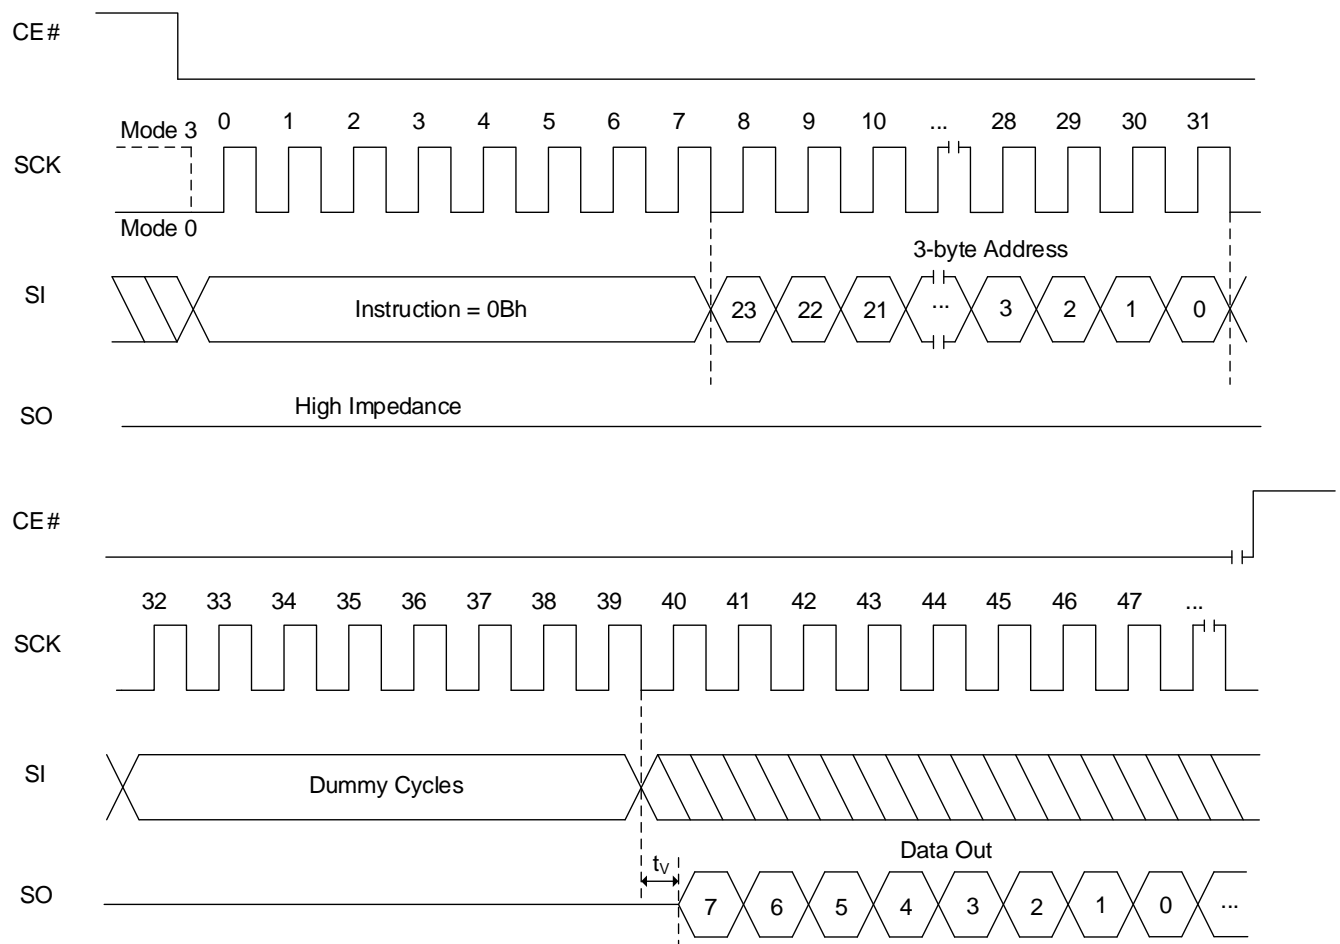 CE#
Mode 3 0 1 2 3 4 5 6 7 8 9 10 ... 28 29 30 31
SCK
Mode 0
3-byte Address
SI Instruction = 0Bh 23 22 21 ... 3 2 1 0
High Impedance
SO
CE#
32 33 34 35 36 37 38 39 40 41 42 43 44 45 46 47 ...
SCK
SI Dummy Cycles
Data Out
tV
SO 7 6 5 4 3 2 1 0 ...